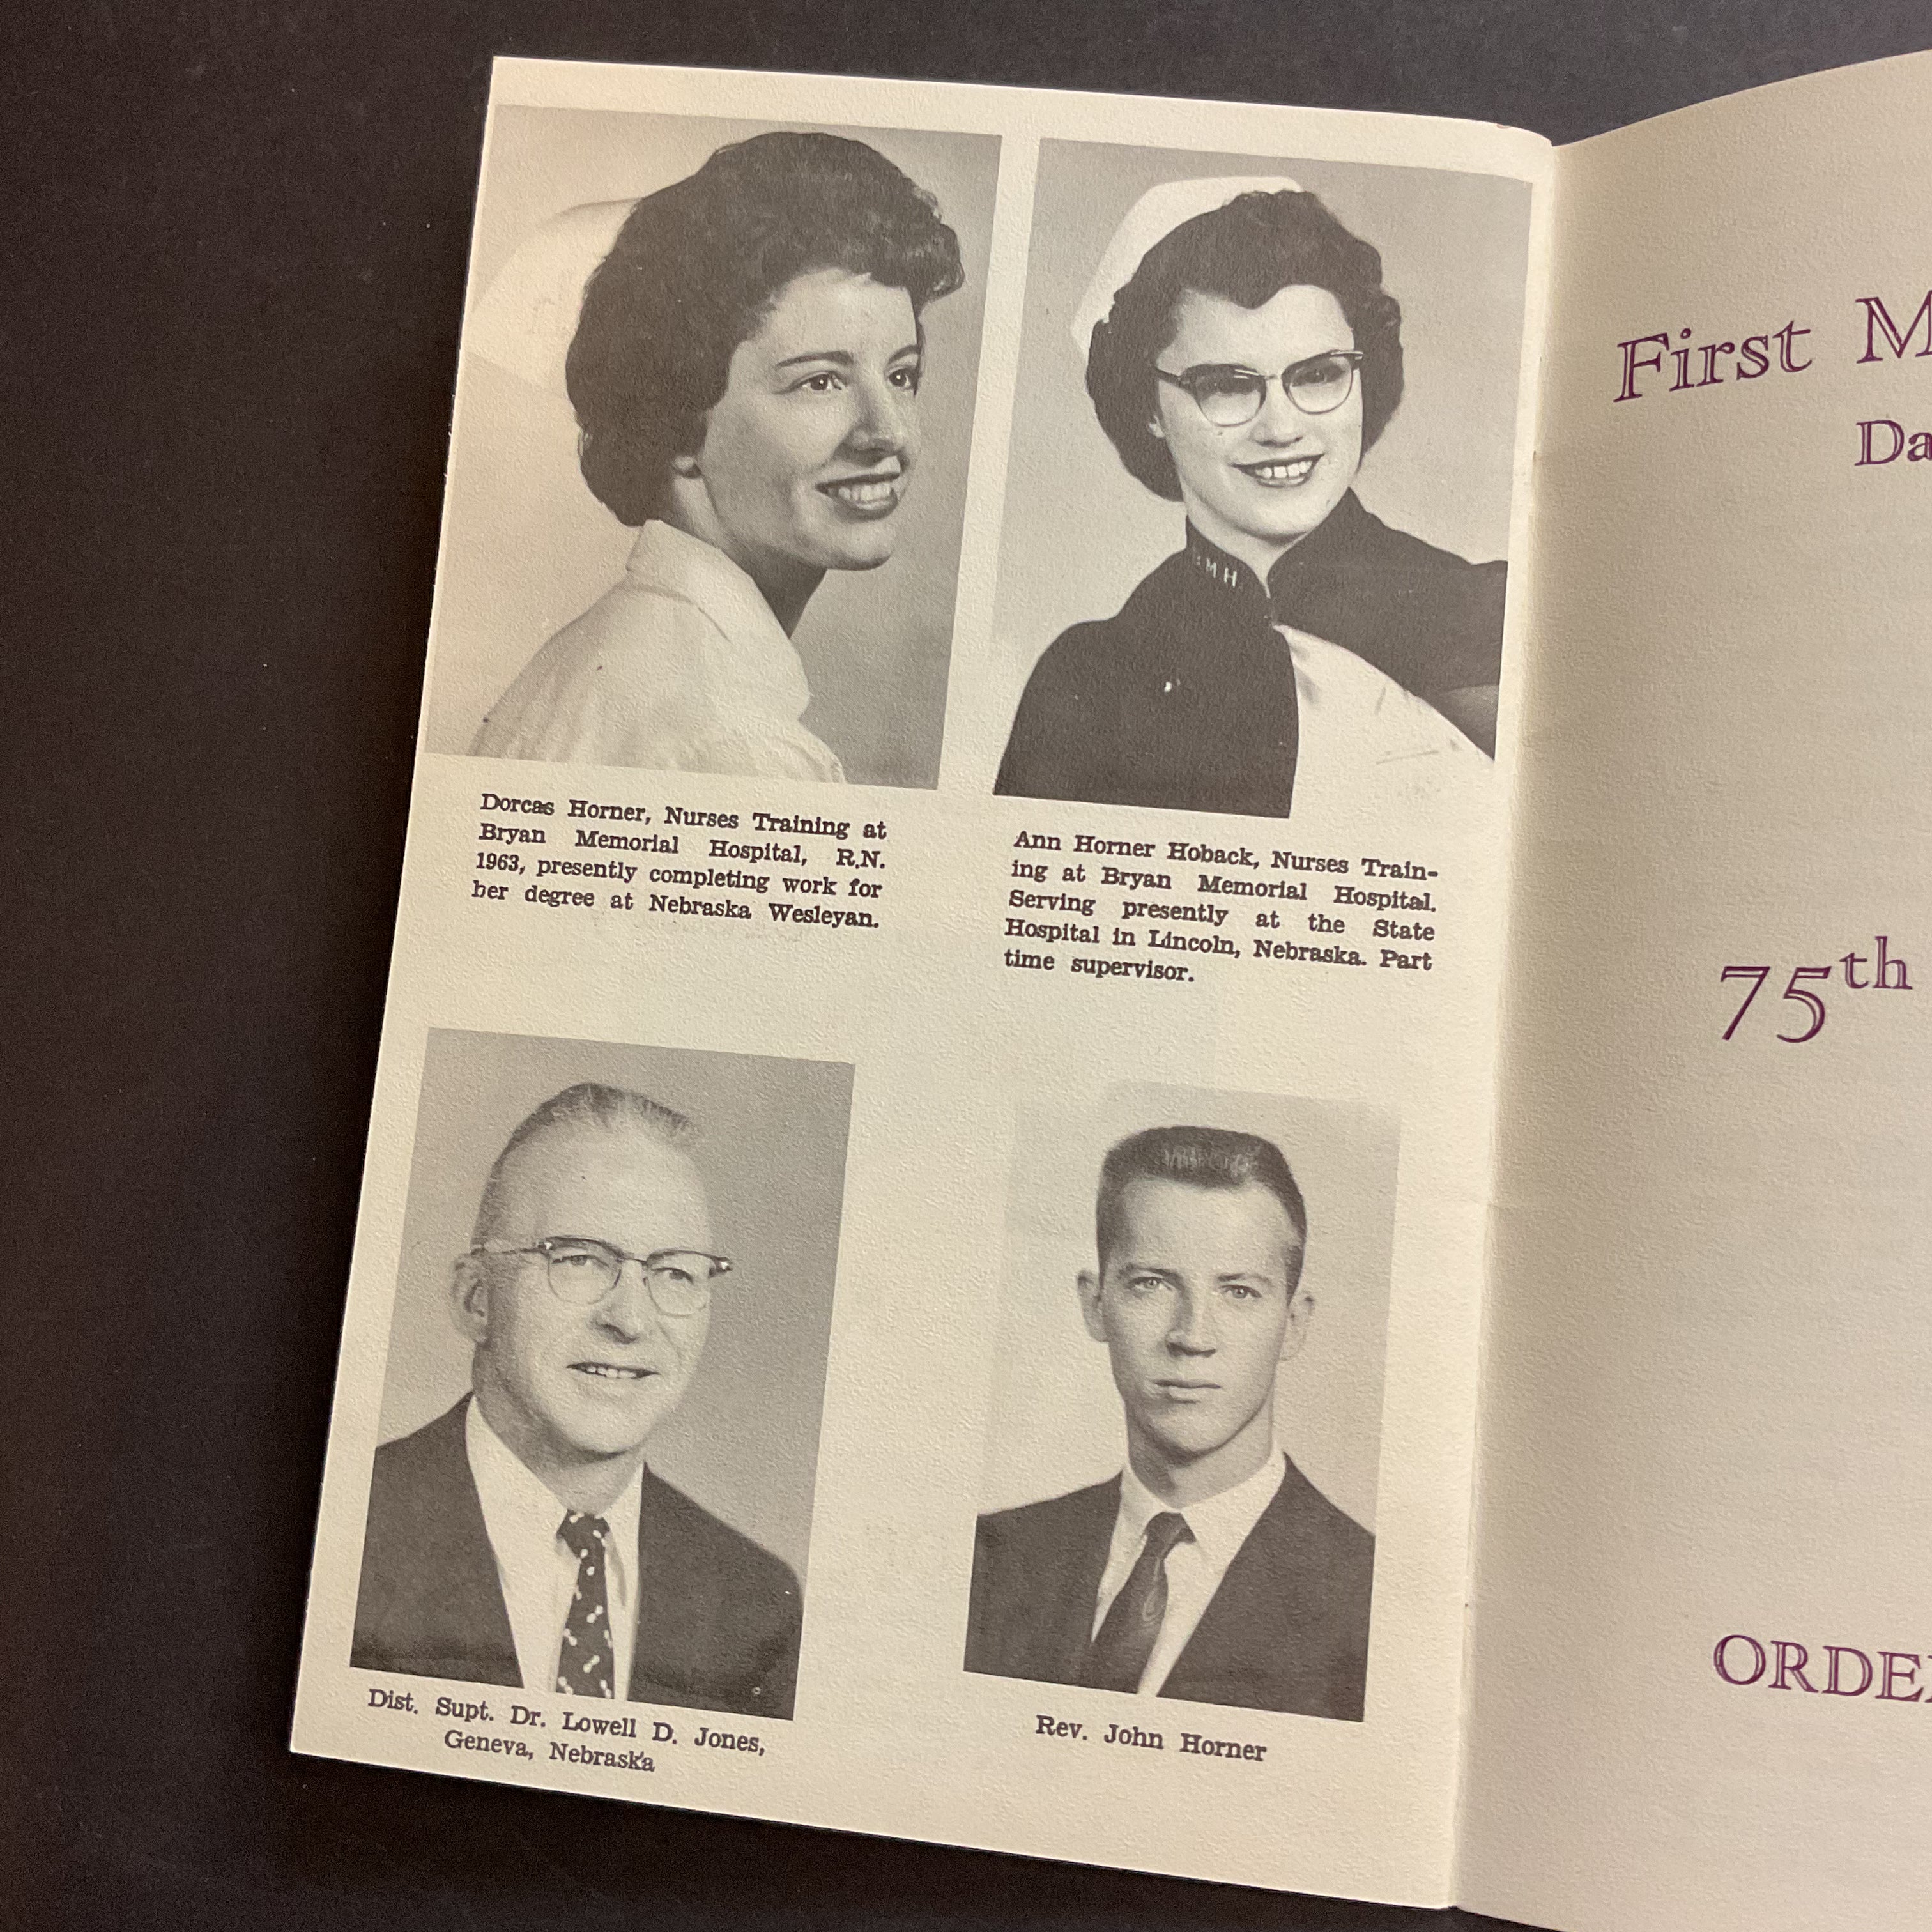 Dorcas Horner, Nurses Training at
Bryan Memorial Hospital, R.N.
1963, presently completing work for
her degree at Nebraska Wesleyan.
MH
Ann Horner Hoback, Nurses Train-
ing at Bryan Memorial Hospital.
Serving presently at the State
Hospital in Lincoln, Nebraska. Part
time supervisor.
Dist. Supt. Dr. Lowell D. Jones,
Geneva, Nebraska
Rev. John Horner
First M
Da
75th
ORDE